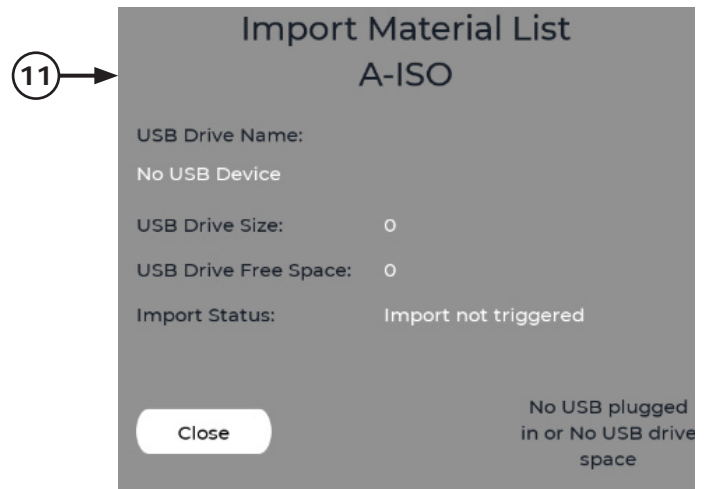 Import Material List
A-ISO
11
USB Drive Name:
No USB Device
USB Drive Size: 0
USB Drive Free Space: 0
Import Status: Import not triggered
Close
No USB plugged
in or No USB drive
space